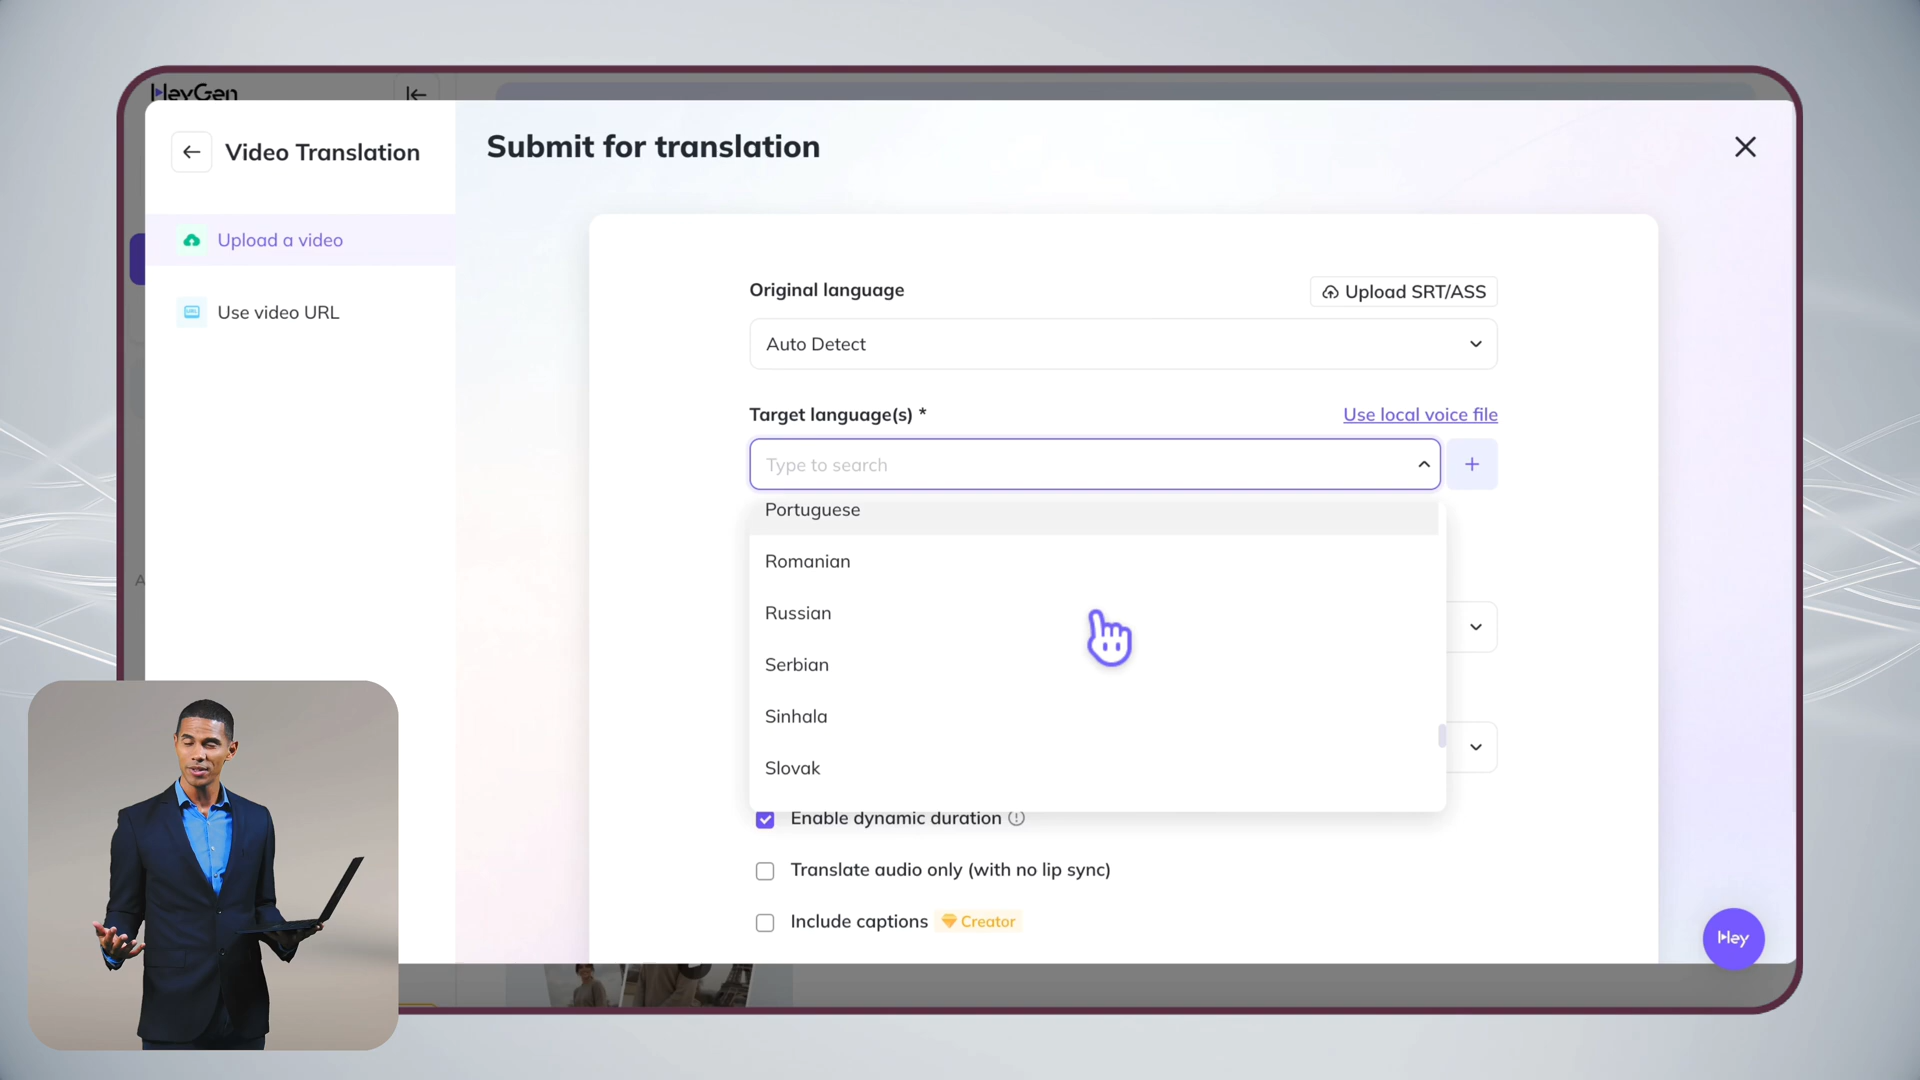 HeyGen
Video Translation
Submit for translation
Upload a video
Use video URL
Original language
Upload SRT/ASS
Auto Detect
Target language(s) *
Use local voice file
Type to search
+
Portuguese
Romanian
Russian
Serbian
Sinhala
Slovak
Enable dynamic duration
Translate audio only (with no lip sync)
Include captions
Creator
Hey